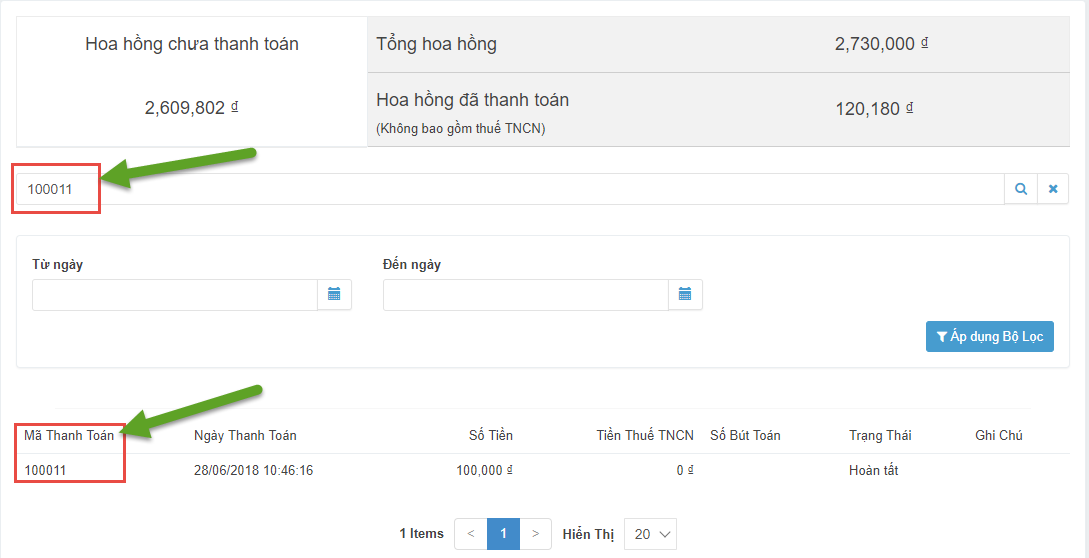 Hoa hồng chưa thanh toán
2,609,802 ₫
Tổng hoa hồng 2,730,000 ₫
Hoa hồng đã thanh toán
(Không bao gồm thuế TNCN)
120,180 ₫
100011
Từ ngày Đến ngày
Áp dụng Bộ Lọc
Mã Thanh Toán Ngày Thanh Toán Số Tiền Tiền Thuế TNCN Số Bút Toán Trạng Thái Ghi Chú
100011 28/06/2018 10:46:16 100,000 ₫ 0 ₫ Hoàn tất
1 Items < 1 > Hiển Thị 20